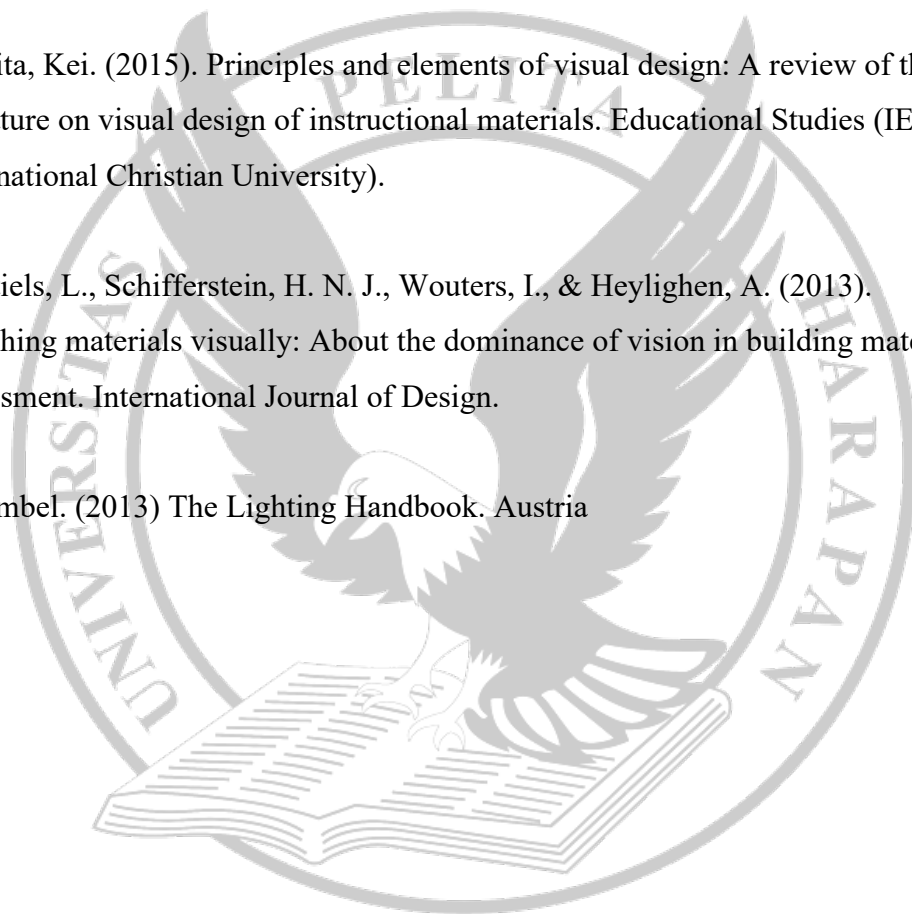 ita, Kei. (2015). Principles and elements of visual design: A review of th
ture on visual design of instructional materials. Educational Studies (IE
national Christian University).
iels, L., Schifferstein, H. N. J., Wouters, I., & Heylighen, A. (2013).
hing materials visually: About the dominance of vision in building mate
sment. International Journal of Design.
mbel. (2013) The Lighting Handbook. Austria
UNIVERSITAS PELITA HARAPAN